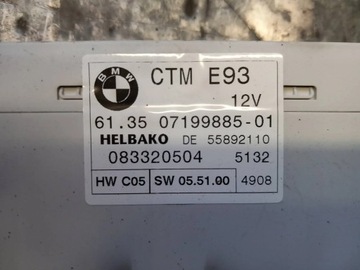 BMW
CTM E93
12V
61.35 07199885-01
HELBAKO DE 55892110
083320504 5132
HW C05 SW 05.51.00 4908